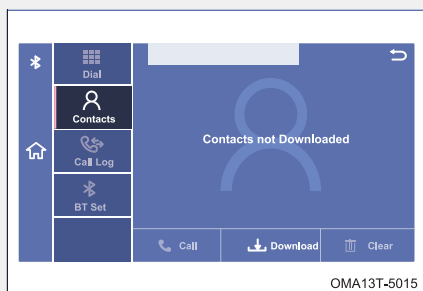 Dial
Contacts
Call Log
BT Set
Contacts not Downloaded
Call
Download
Clear
OMA13T-5015